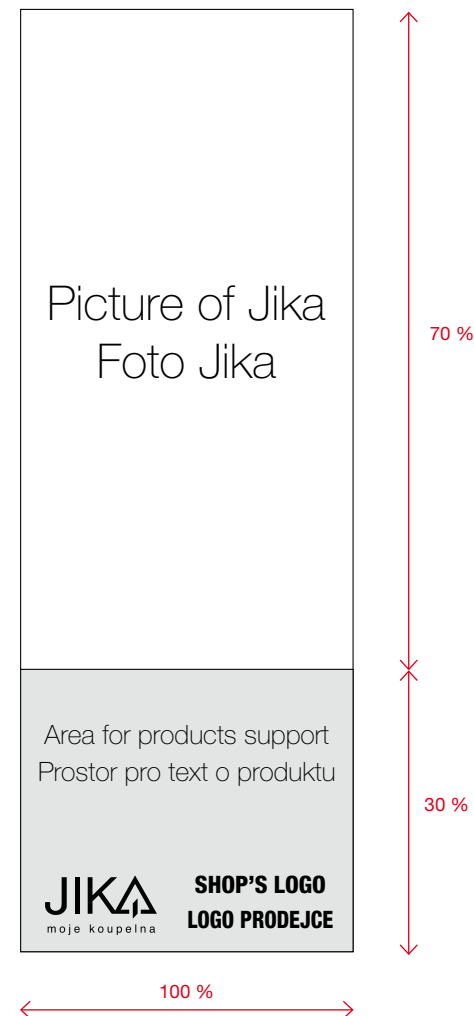 Picture of Jika
Foto Jika
70 %
Area for products support
Prostor pro text o produktu
30 %
JIKA
moje koupelna
SHOP’S LOGO
LOGO PRODEJCE
100 %